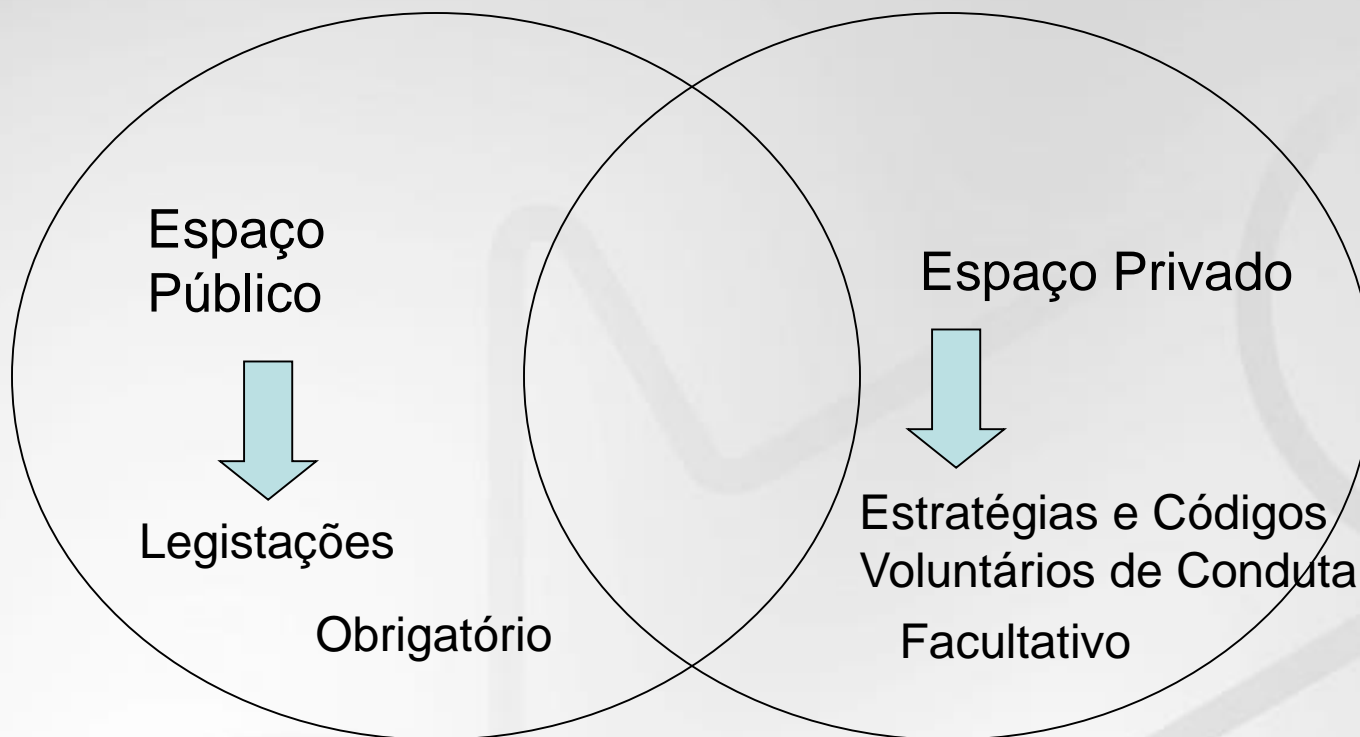 Espaço
Público
Legistações
Obrigatório
Espaço Privado
Estratégias e Códigos
Voluntários de Conduta
Facultativo